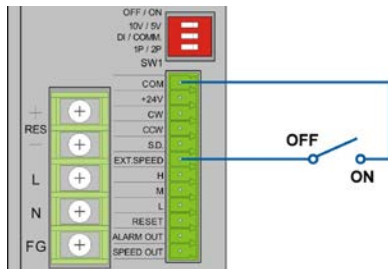 OFF / ON
10V / 5V
DI / COMM.
1P / 2P
SW1
COM
+24V
CW
CCW
S.D.
EXT.SPEED
H
M
L
RESET
ALARM OUT
SPEED OUT
+
RES
−
L
N
FG
OFF
ON